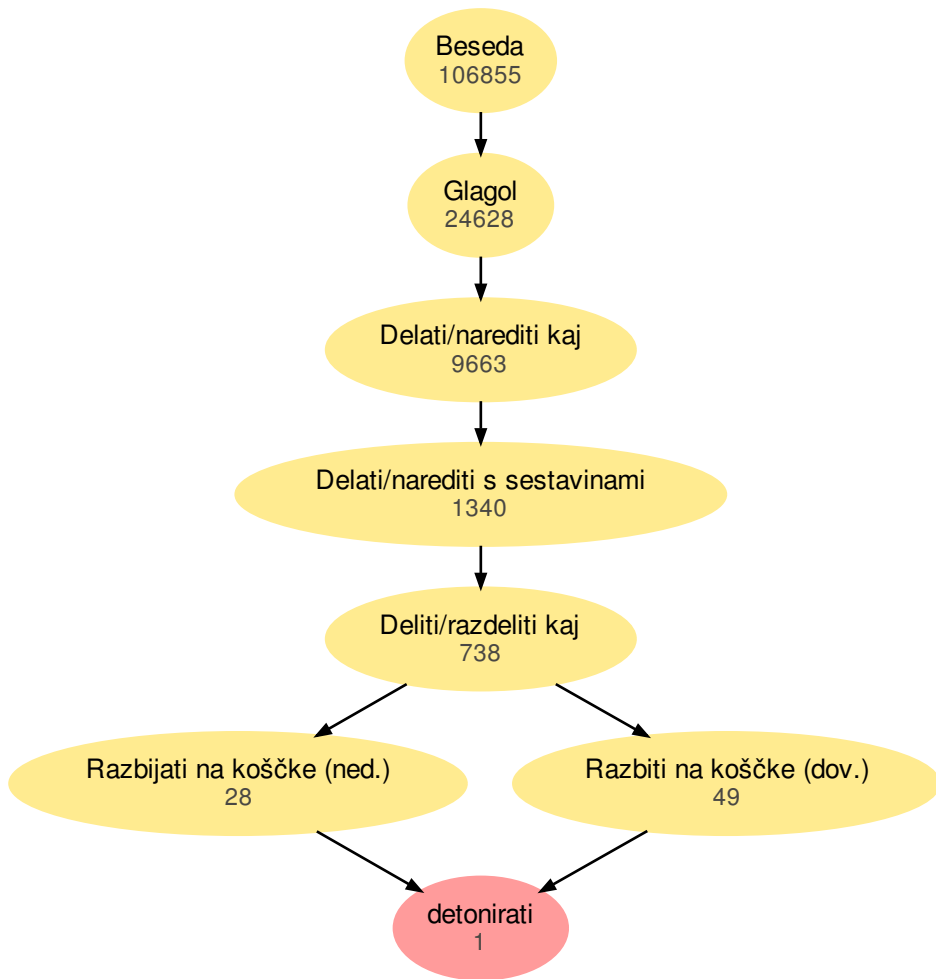 Beseda
106855
Glagol
24628
Delati/narediti kaj
9663
Delati/narediti s sestavinami
1340
Deliti/razdeliti kaj
738
Razbijati na koščke (ned.)
28
Razbiti na koščke (dov.)
49
detonirati
1